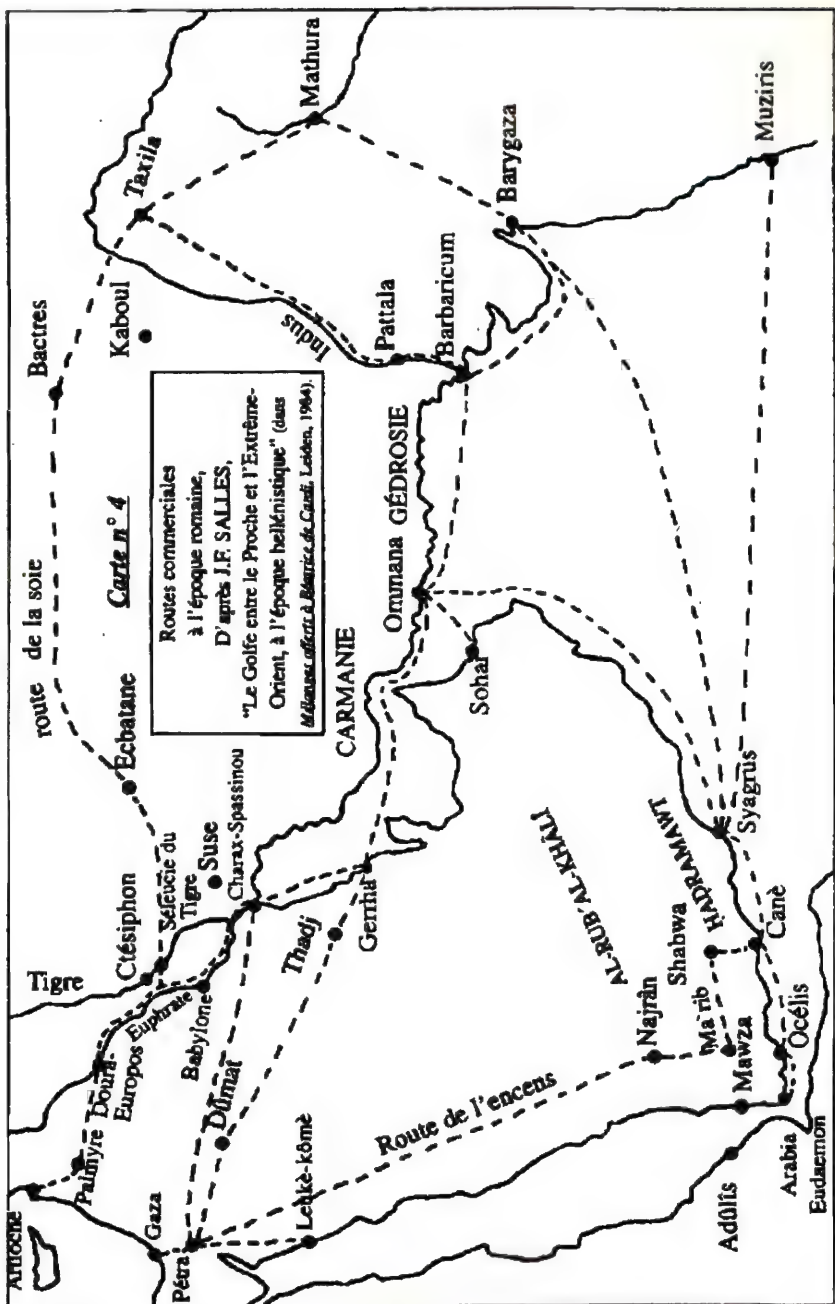 Antioche
Palmyre
Doura-
Europos
Tigre
Ctésiphon
Séleucie du
Tigre
Ecbatane
route de la soie
Bactres
Taxila
Kaboul
Mathura
Carte n° 4
Routes commerciales
à l'époque romaine,
D'après J.F. SALLES,
"Le Golfe entre le Proche et l'Extrême-
Orient, à l'époque hellénistique" (dans
Mélanges offerts à Béatrice de Cardi, Leiden, 1984).
Gaza
Pétra
Euphrate
Babylone
Suse
Charax-Spassinou
Indus
Pattala
Barbaricum
Barygaza
Dûmat
Thadj
Gerrha
CARMANIE
Ommana
GÉDROSIE
Sohar
Leukè-kômè
Route de l'encens
Najrân
AL-RUB' AL-KHÂLÎ
HADRAMAWT
Ma'rib
Shabwa
Syagrus
Muziris
Adûlîs
Mawza
Océlis
Canè
Arabia
Eudaemon